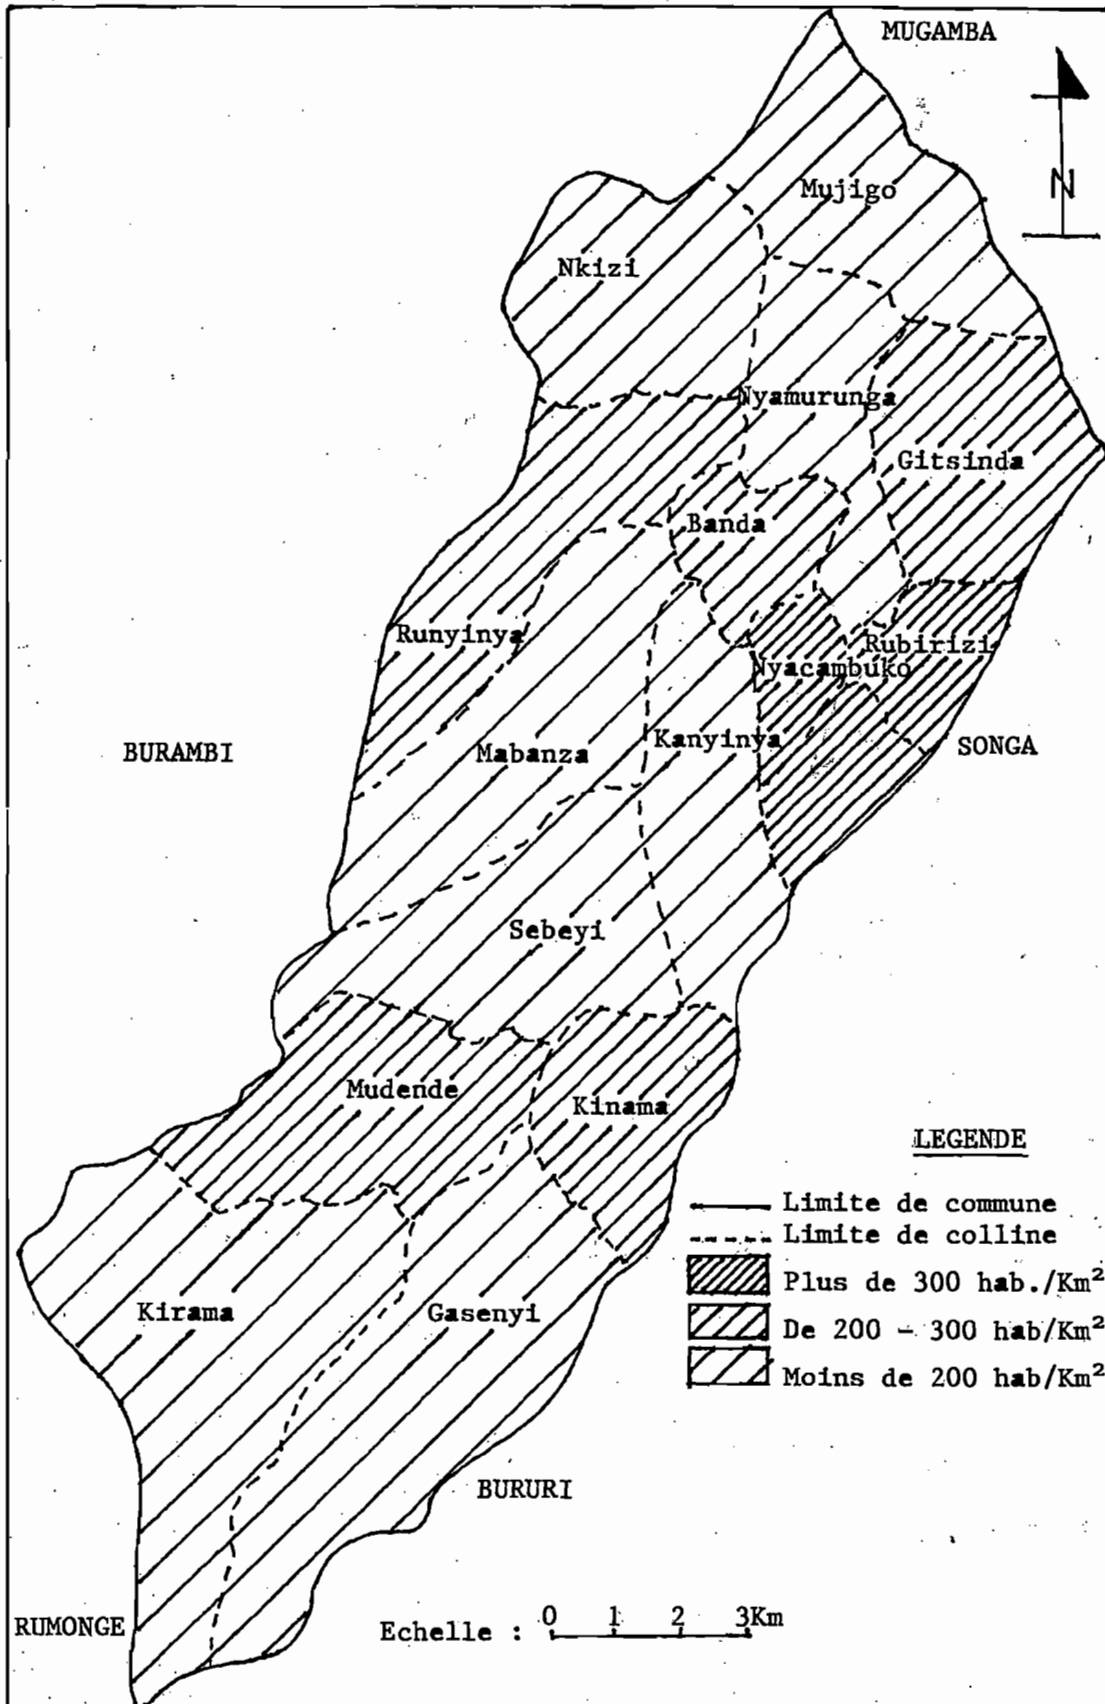 MUGAMBA
N
Mujigo
Nkizi
Nyamurunga
Gitsinda
Banda
Runyinya
Rubirizi
Nyacambuko
Kanyinya
SONGA
BURAMBI
Mabanza
Sebeyi
Mudende
Kinama
LEGENDE
Limite de commune
Limite de colline
Plus de 300 hab./Km²
De 200 - 300 hab/Km²
Moins de 200 hab/Km²
Kirama
Gasenyi
BURURI
RUMONGE
Echelle : 0 1 2 3Km